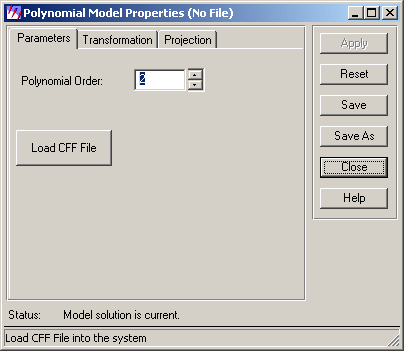 Polynomial Model Properties (No File)
Parameters
Transformation
Projection
Polynomial Order:
2
Load CFF File
Apply
Reset
Save
Save As
Close
Help
Status: Model solution is current.
Load CFF File into the system